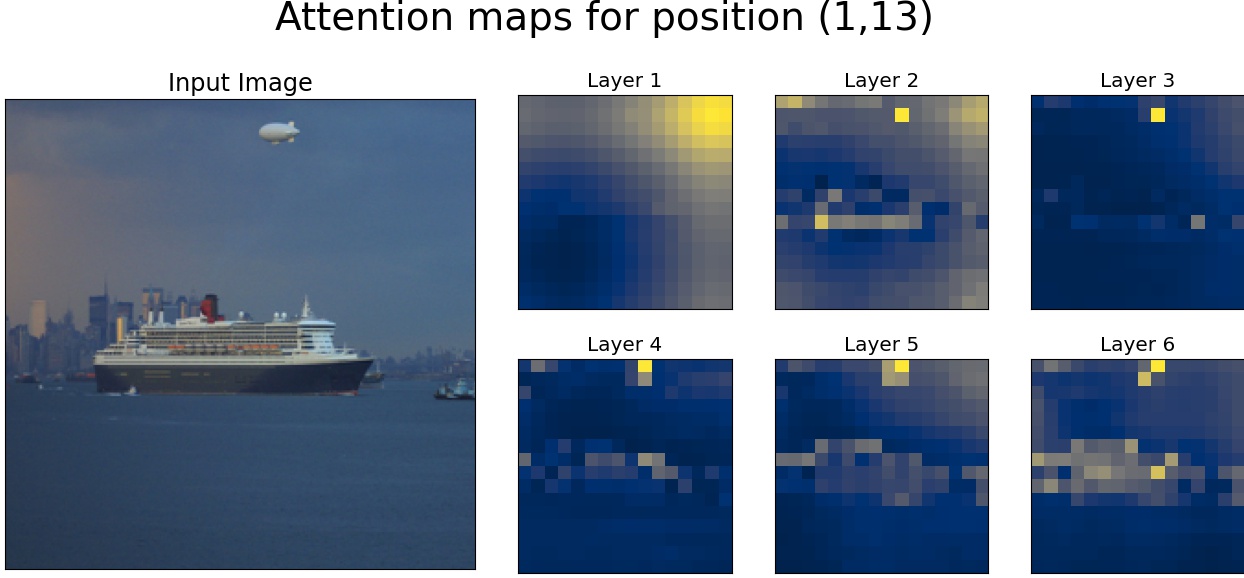 Attention maps for position (1,13)
Input Image
Layer 1
Layer 2
Layer 3
Layer 4
Layer 5
Layer 6